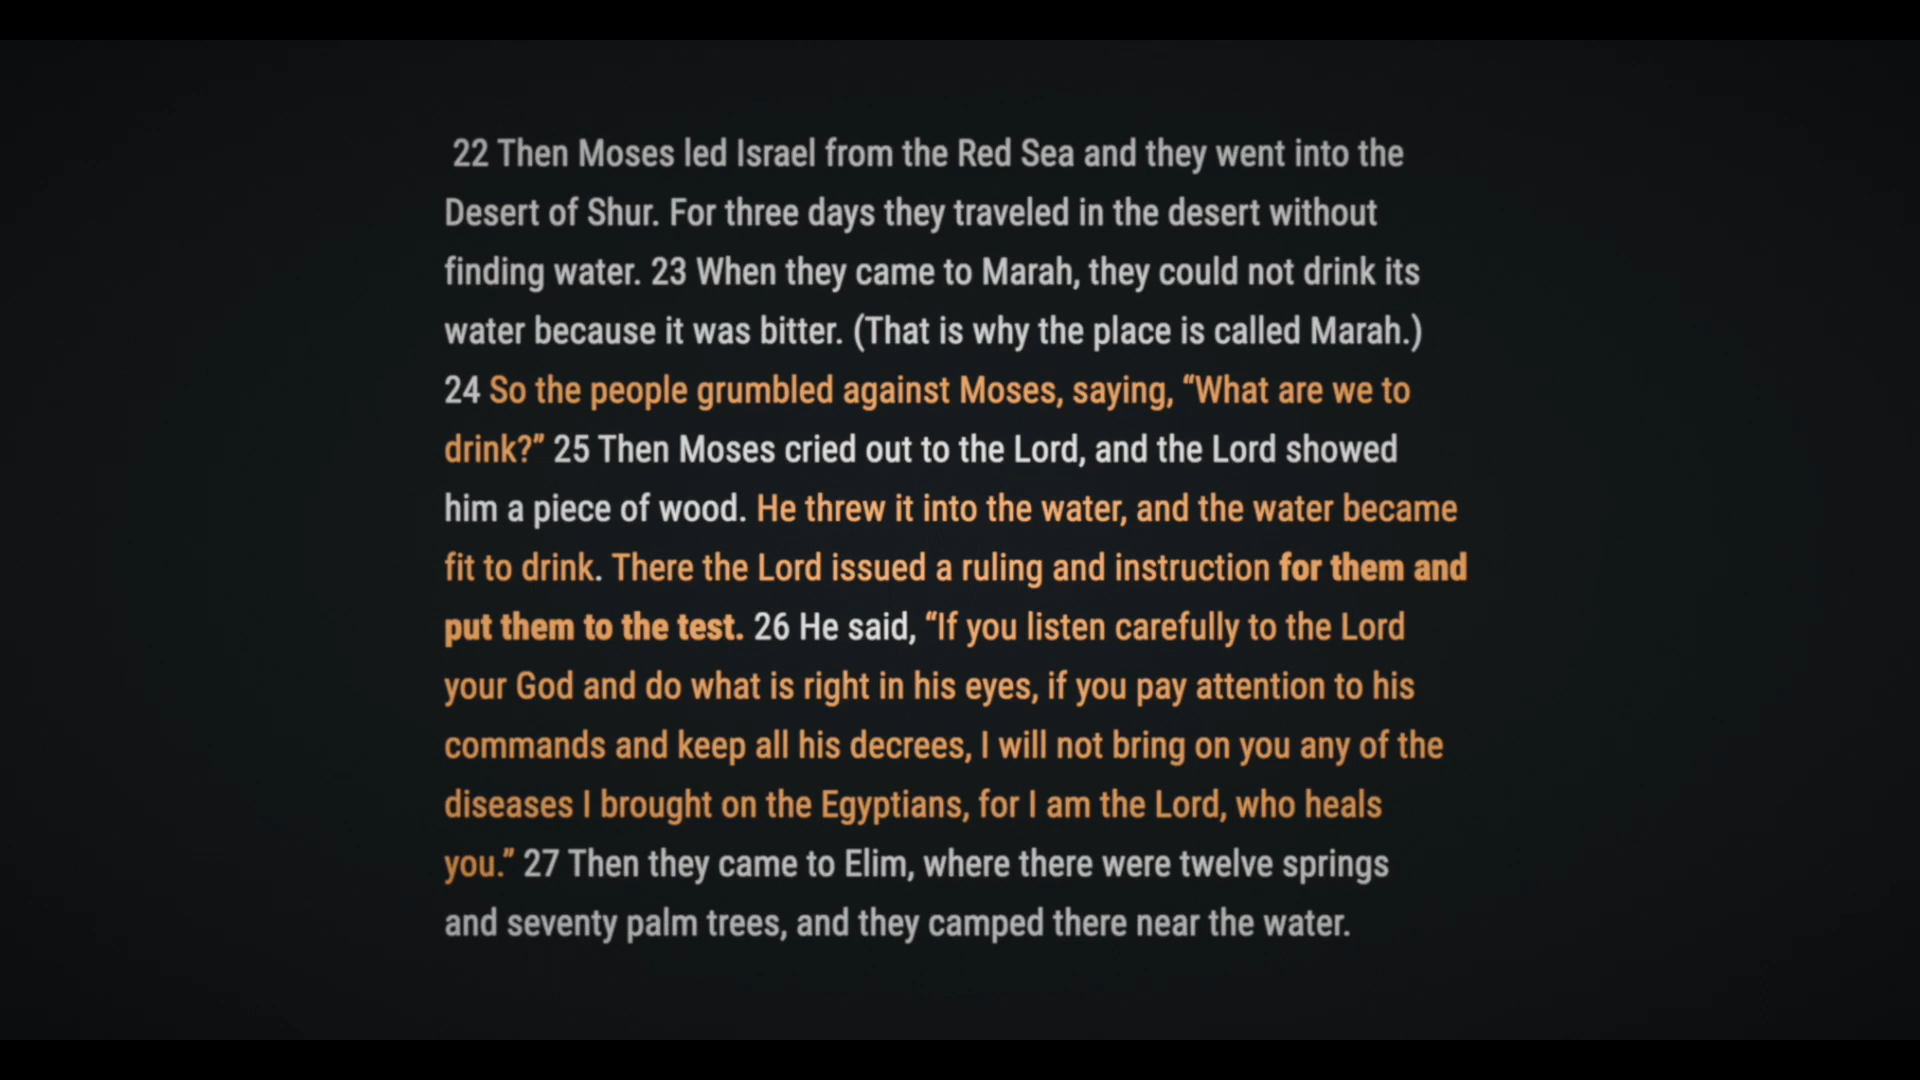 22 Then Moses led Israel from the Red Sea and they went into the
Desert of Shur. For three days they traveled in the desert without
finding water. 23 When they came to Marah, they could not drink its
water because it was bitter. (That is why the place is called Marah.)
24 So the people grumbled against Moses, saying, “What are we to
drink?” 25 Then Moses cried out to the Lord, and the Lord showed
him a piece of wood. He threw it into the water, and the water became
fit to drink. There the Lord issued a ruling and instruction for them and
put them to the test. 26 He said, “If you listen carefully to the Lord
your God and do what is right in his eyes, if you pay attention to his
commands and keep all his decrees, I will not bring on you any of the
diseases I brought on the Egyptians, for I am the Lord, who heals
you.” 27 Then they came to Elim, where there were twelve springs
and seventy palm trees, and they camped there near the water.